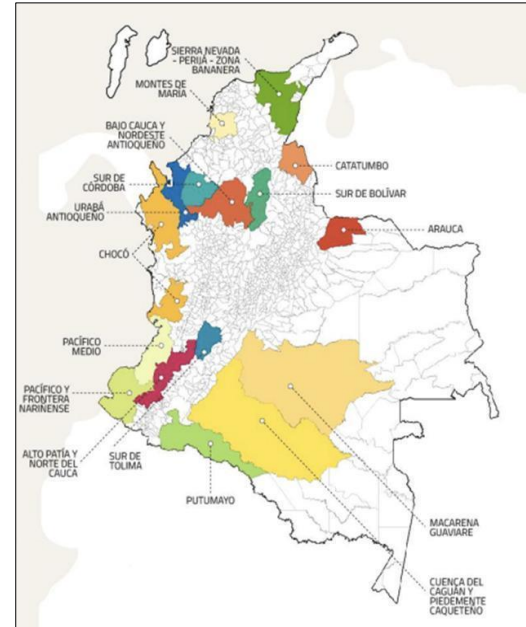 SIERRA NEVADA
- PERIJÁ - ZONA
BANANERA
MONTES DE
MARÍA
BAJO CAUCA Y
NORDESTE
ANTIOQUEÑO
CATATUMBO
SUR DE
CÓRDOBA
SUR DE BOLÍVAR
URABÁ
ANTIOQUEÑO
ARAUCA
CHOCÓ
PACÍFICO
MEDIO
PACÍFICO Y
FRONTERA
NARINENSE
ALTO PATÍA Y
NORTE DEL
CAUCA
SUR DE
TOLIMA
PUTUMAYO
MACARENA
GUAVIARE
CUENCA DEL
CAGUÁN Y
PIEDEMENTE
CAQUETEÑO